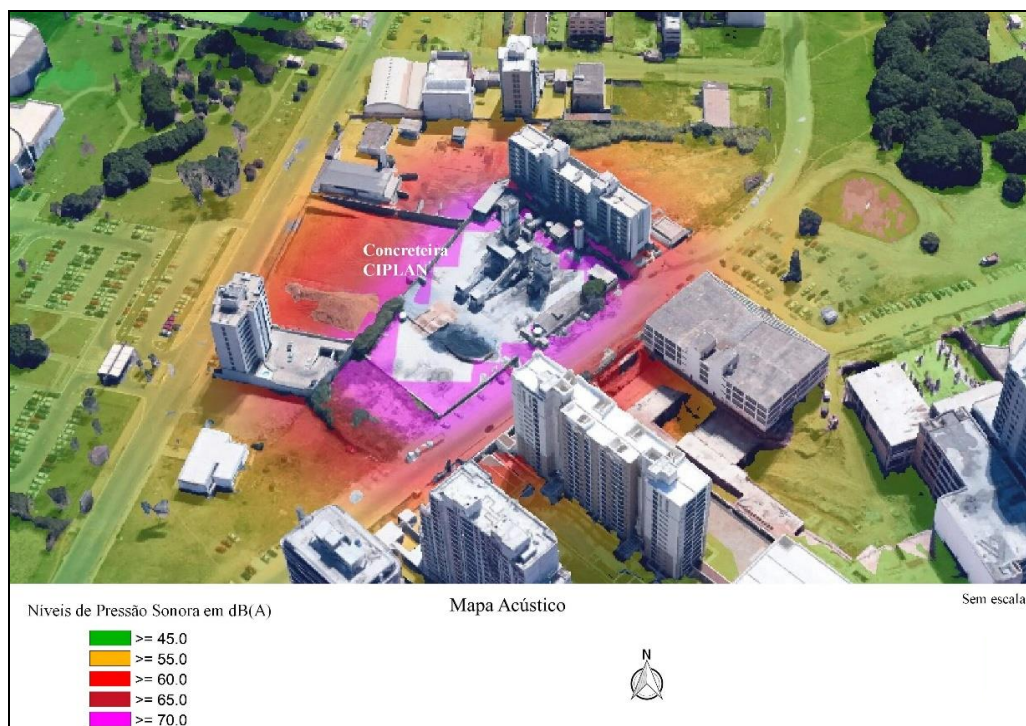 Concreteira
CIPLAN
Níveis de Pressão Sonora em dB(A)
Mapa Acústico
Sem escala
>= 45.0
>= 55.0
>= 60.0
>= 65.0
>= 70.0
N